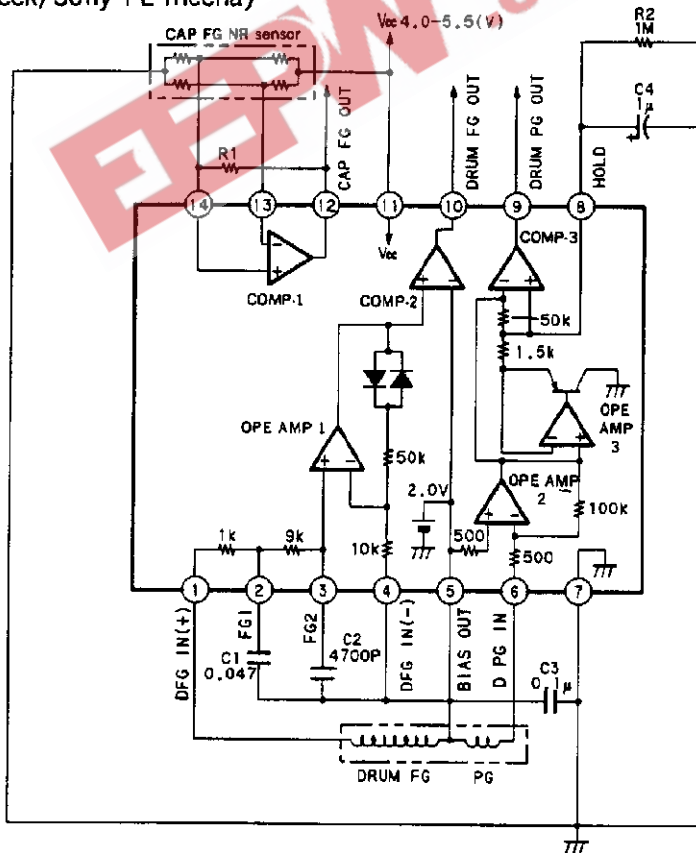 eek/Sony TL mecha)
CAP FG NR sensor
Vcc 4.0-5.5(V)
R2
1M
C4
1μ
+
R1
CAP FG OUT
DRUM FG OUT
DRUM PG OUT
HOLD
14
13
12
11
10
9
8
Vcc
-
+
COMP-1
COMP-2
+
-
COMP-3
-
+
50k
1.5k
OPE AMP 1
+
-
50k
OPE
AMP
3
-
+
2.0V
OPE AMP
2
+
-
100k
1k
9k
10k
500
500
1
2
3
4
5
6
7
DFG IN(+)
FG1
FG2
DFG IN(-)
BIAS OUT
D PG IN
C1
0.047
C2
4700P
C3
0.1μ
DRUM FG
PG
EEPW